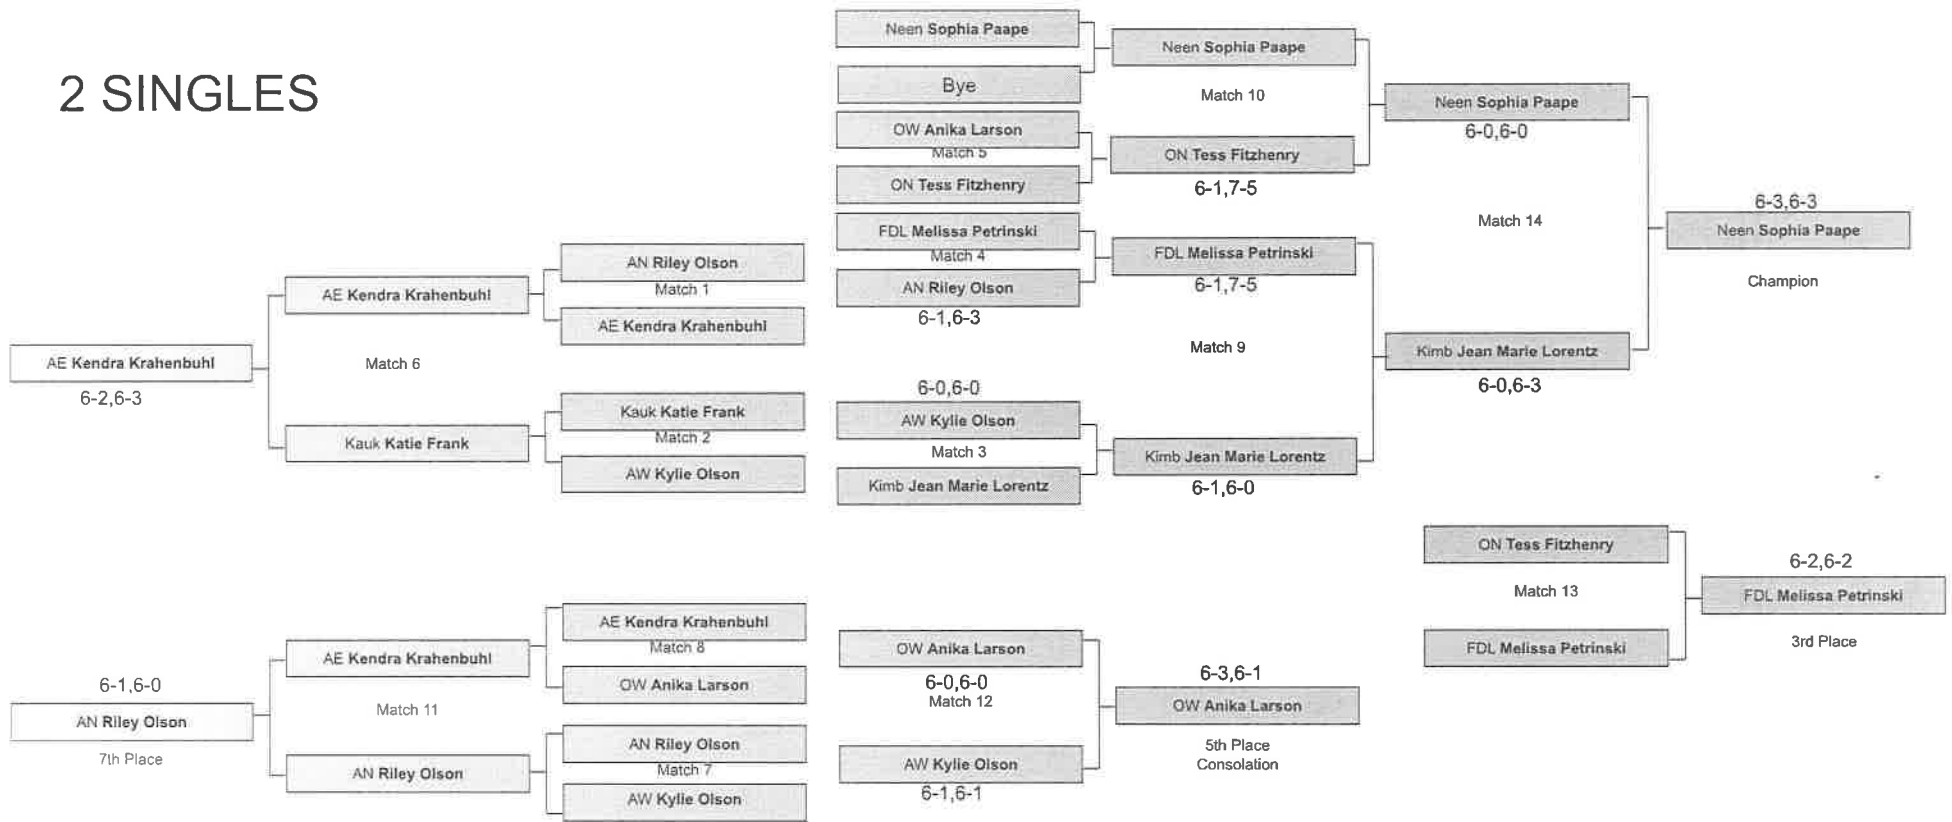 2 SINGLES
Neen Sophia Paape
Bye
OW Anika Larson
Match 5
ON Tess Fitzhenry
FDL Melissa Petrinski
Match 4
AN Riley Olson
6-1,6-3
6-0,6-0
AW Kylie Olson
Match 3
Kimb Jean Marie Lorentz
Neen Sophia Paape
Match 10
ON Tess Fitzhenry
6-1,7-5
FDL Melissa Petrinski
6-1,7-5
Match 9
Kimb Jean Marie Lorentz
6-1,6-0
Neen Sophia Paape
6-0,6-0
Match 14
Kimb Jean Marie Lorentz
6-0,6-3
6-3,6-3
Neen Sophia Paape
Champion
AN Riley Olson
Match 1
AE Kendra Krahenbuhl
Kauk Katie Frank
Match 2
AW Kylie Olson
AE Kendra Krahenbuhl
Match 6
Kauk Katie Frank
AE Kendra Krahenbuhl
6-2,6-3
ON Tess Fitzhenry
Match 13
FDL Melissa Petrinski
6-2,6-2
FDL Melissa Petrinski
3rd Place
AE Kendra Krahenbuhl
Match 8
OW Anika Larson
AN Riley Olson
Match 7
AW Kylie Olson
AE Kendra Krahenbuhl
Match 11
AN Riley Olson
6-1,6-0
AN Riley Olson
7th Place
OW Anika Larson
6-0,6-0
Match 12
AW Kylie Olson
6-1,6-1
6-3,6-1
OW Anika Larson
5th Place
Consolation